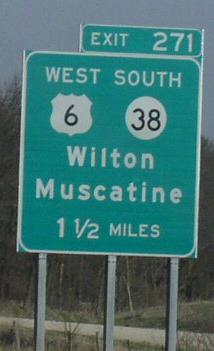 EXIT 271
WEST SOUTH
6 38
Wilton
Muscatine
1 1/2 MILES